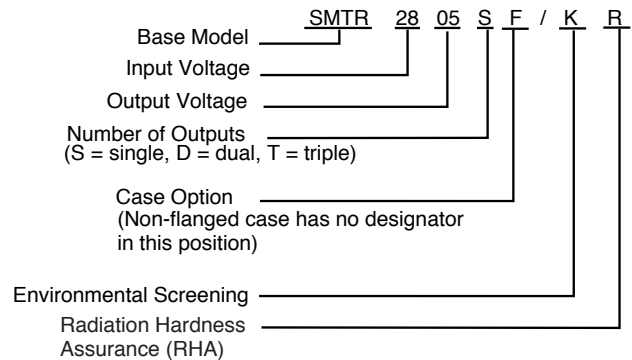 SMTR 28 05 S F / K R
Base Model
Input Voltage
Output Voltage
Number of Outputs
(S = single, D = dual, T = triple)
Case Option
(Non-flanged case has no designator
in this position)
Environmental Screening
Radiation Hardness
Assurance (RHA)